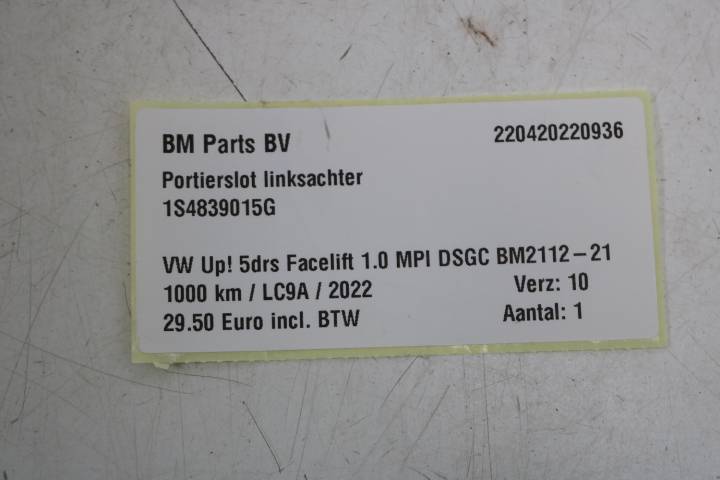 BM Parts BV 220420220936
Portierslot linksachter
1S4839015G
VW Up! 5drs Facelift 1.0 MPI DSGC BM2112-21
1000 km / LC9A / 2022 Verz: 10
29.50 Euro incl. BTW Aantal: 1